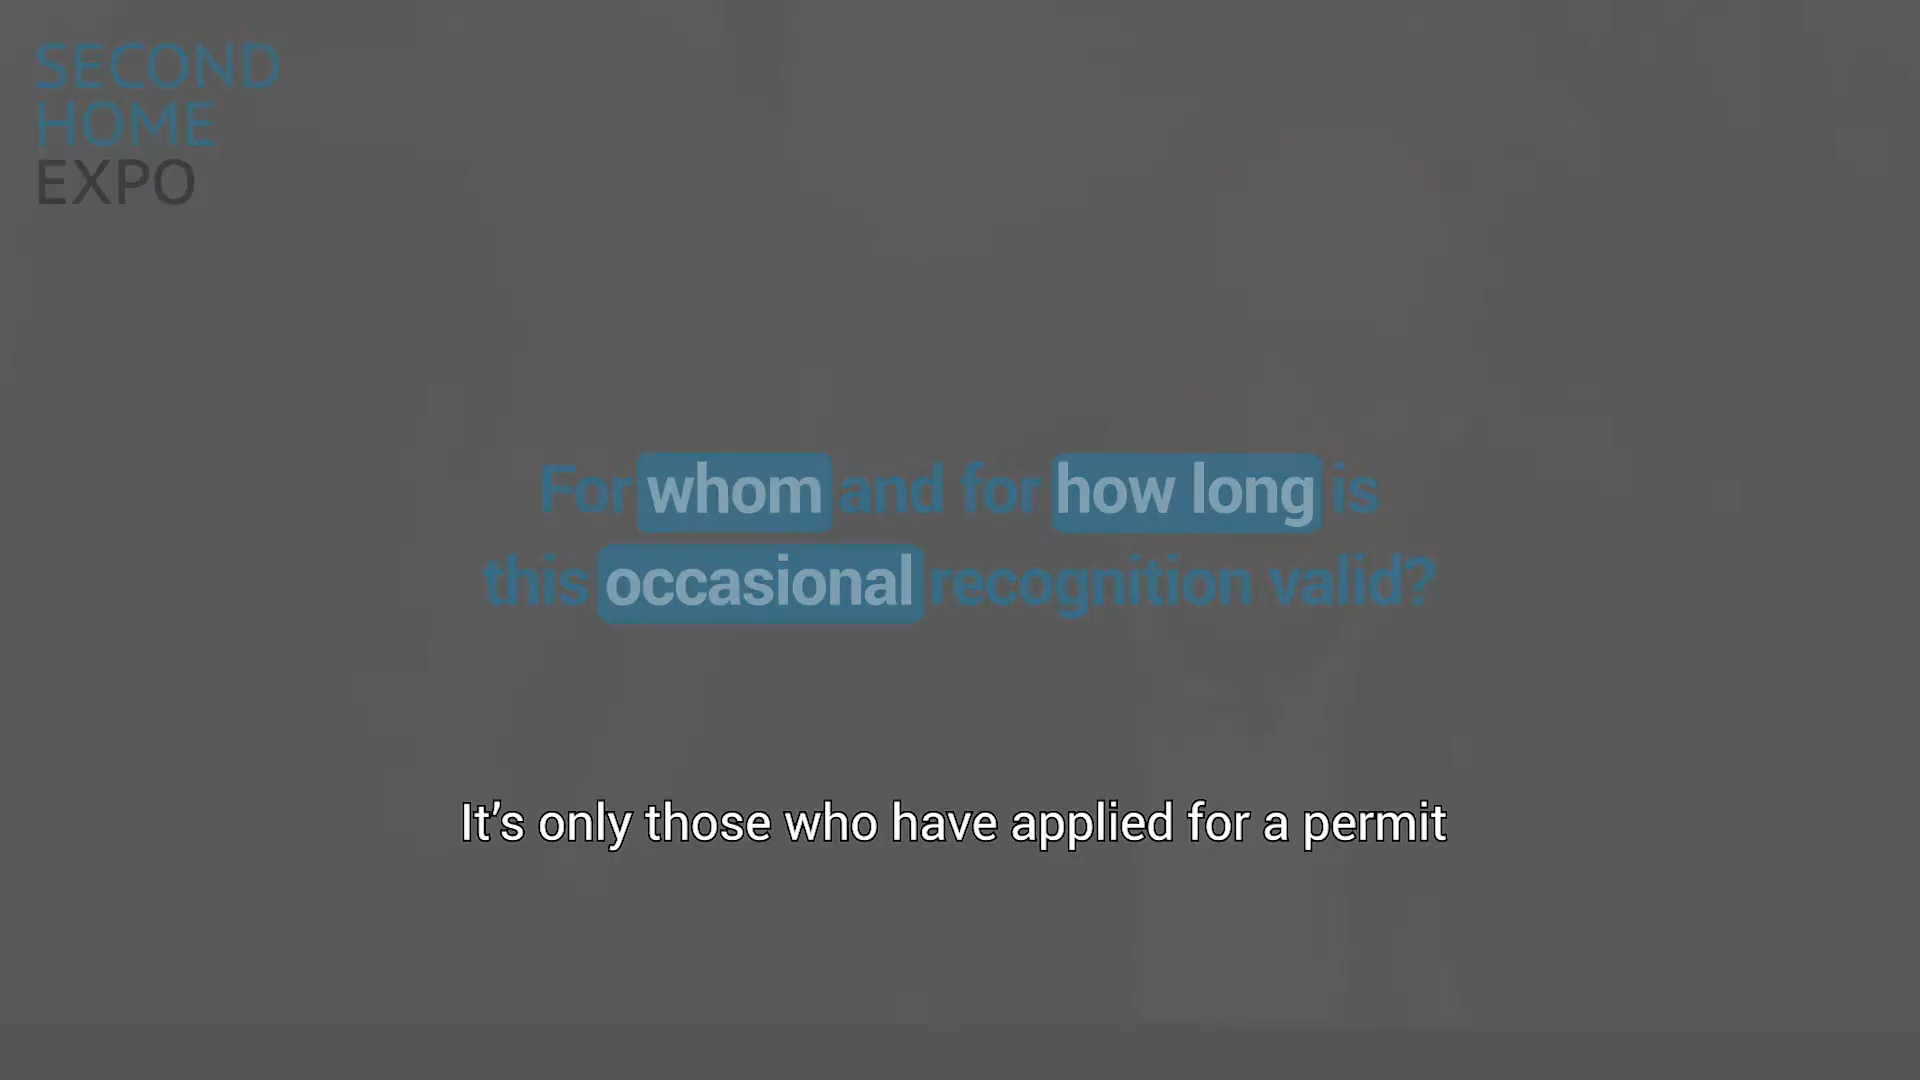 SECOND
HOME
EXPO
For whom and for how long is
this occasional recognition valid?
It’s only those who have applied for a permit